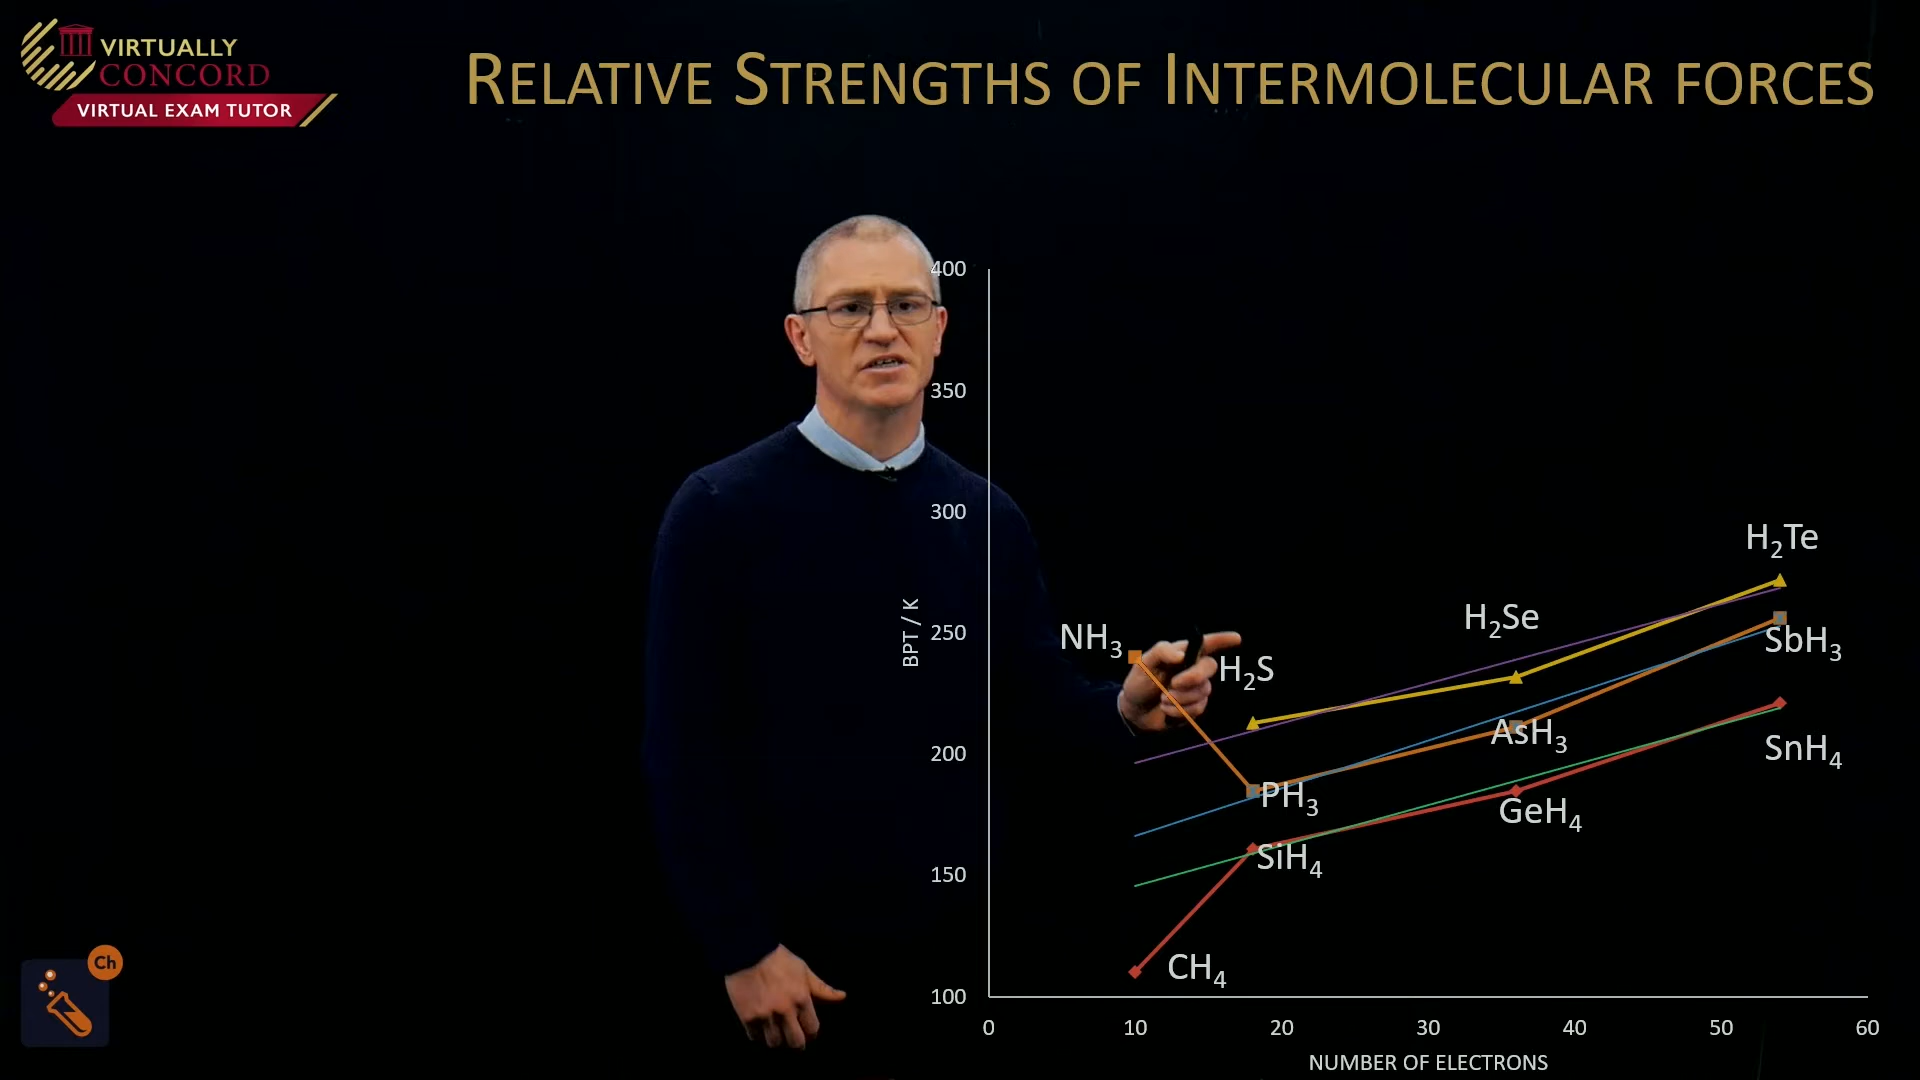 VIRTUALLY
CONCORD
VIRTUAL EXAM TUTOR
RELATIVE STRENGTHS OF INTERMOLECULAR FORCES
400
350
300
250
200
150
100
BPT / K
H₂Te
H₂Se
NH₃
SbH₃
H₂S
AsH₃
SnH₄
PH₃
GeH₄
SiH₄
CH₄
0 10 20 30 40 50 60
NUMBER OF ELECTRONS
Ch